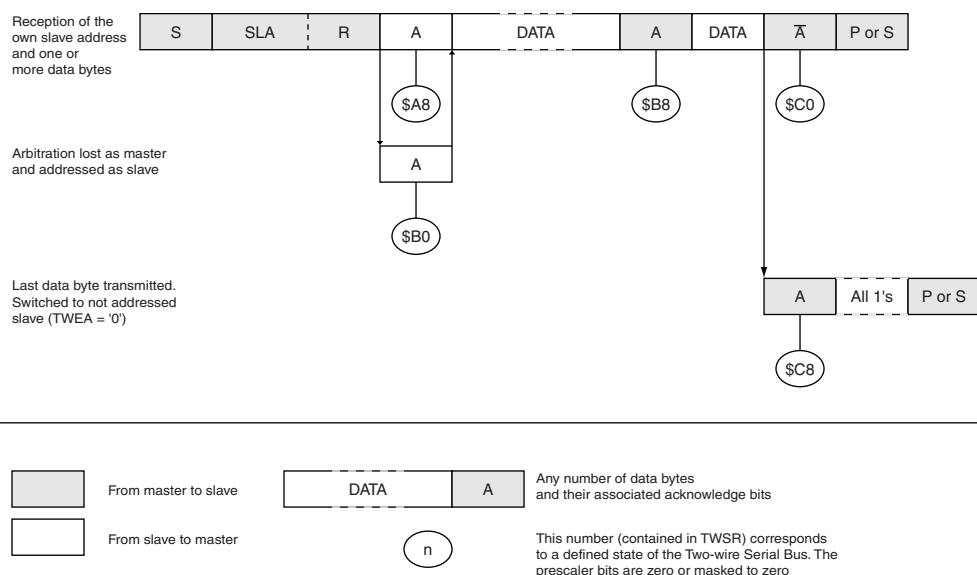 Reception of the
own slave address
and one or
more data bytes
S SLA R A DATA A DATA A̅ P or S
$A8 $B8 $C0
Arbitration lost as master
and addressed as slave
A
$B0
Last data byte transmitted.
Switched to not addressed
slave (TWEA = '0')
A All 1's P or S
$C8
From master to slave
DATA A
Any number of data bytes
and their associated acknowledge bits
From slave to master
n
This number (contained in TWSR) corresponds
to a defined state of the Two-wire Serial Bus. The
prescaler bits are zero or masked to zero